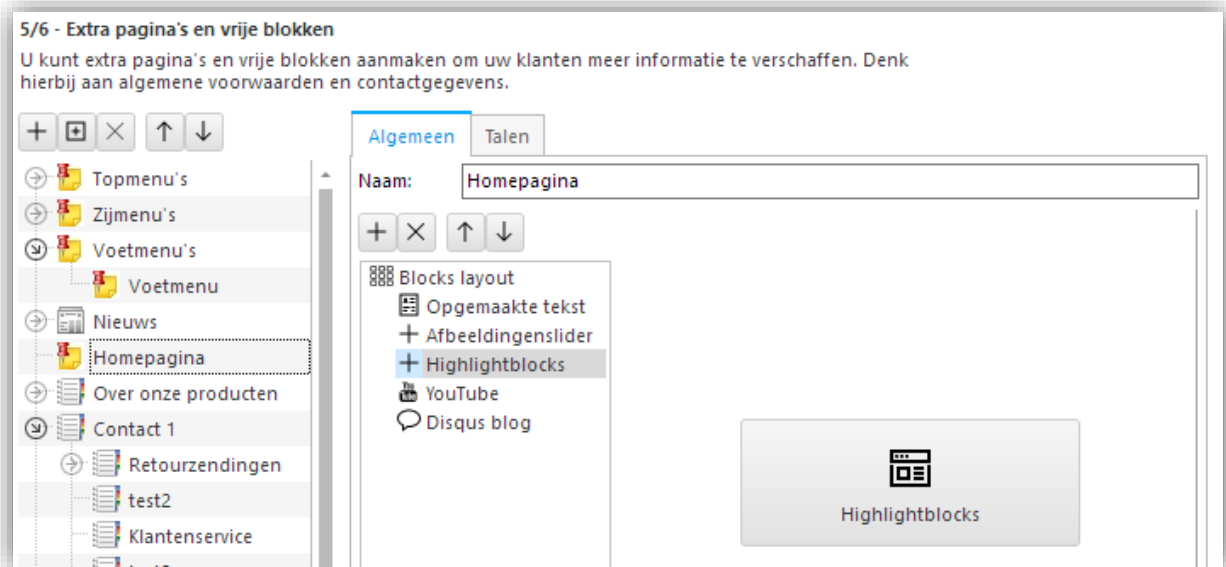 5/6 - Extra pagina's en vrije blokken
U kunt extra pagina's en vrije blokken aanmaken om uw klanten meer informatie te verschaffen. Denk
hierbij aan algemene voorwaarden en contactgegevens.
Algemeen
Talen
Topmenu's
Zijmenu's
Voetmenu's
Voetmenu
Nieuws
Homepagina
Over onze producten
Contact 1
Retourzendingen
test2
Klantenservice
Naam:
Homepagina
Blocks layout
Opgemaakte tekst
Afbeeldingenslider
Highlightblocks
YouTube
Disqus blog
Highlightblocks